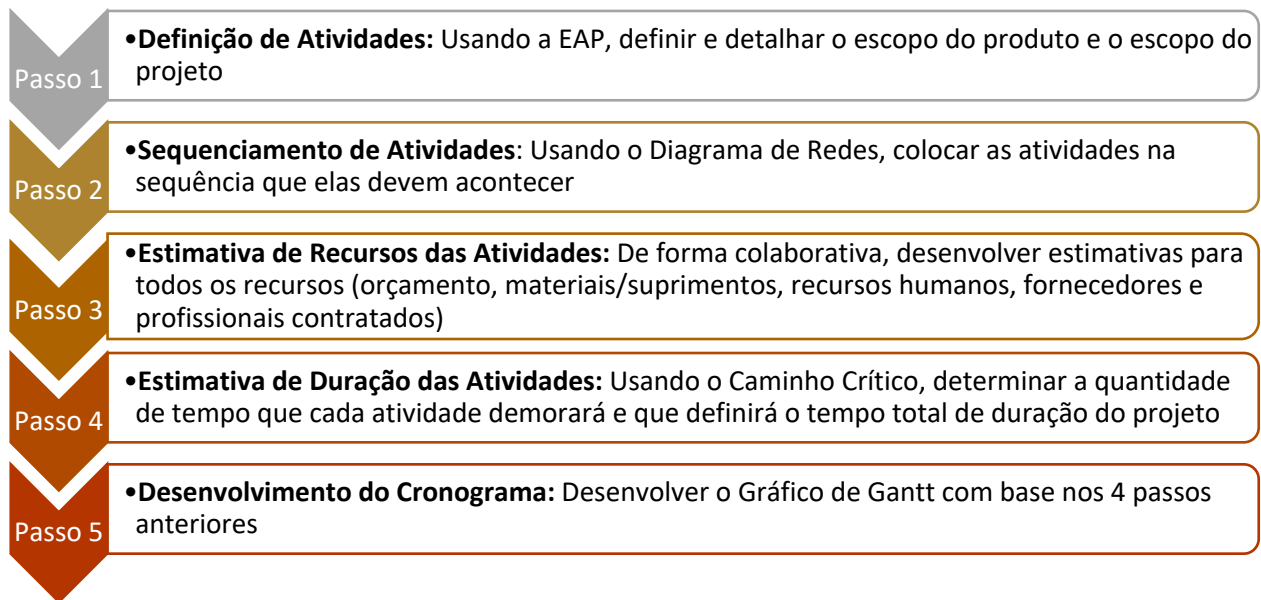 Passo 1
•Definição de Atividades: Usando a EAP, definir e detalhar o escopo do produto e o escopo do
projeto
Passo 2
•Sequenciamento de Atividades: Usando o Diagrama de Redes, colocar as atividades na
sequência que elas devem acontecer
Passo 3
•Estimativa de Recursos das Atividades: De forma colaborativa, desenvolver estimativas para
todos os recursos (orçamento, materiais/suprimentos, recursos humanos, fornecedores e
profissionais contratados)
Passo 4
•Estimativa de Duração das Atividades: Usando o Caminho Crítico, determinar a quantidade
de tempo que cada atividade demorará e que definirá o tempo total de duração do projeto
Passo 5
•Desenvolvimento do Cronograma: Desenvolver o Gráfico de Gantt com base nos 4 passos
anteriores